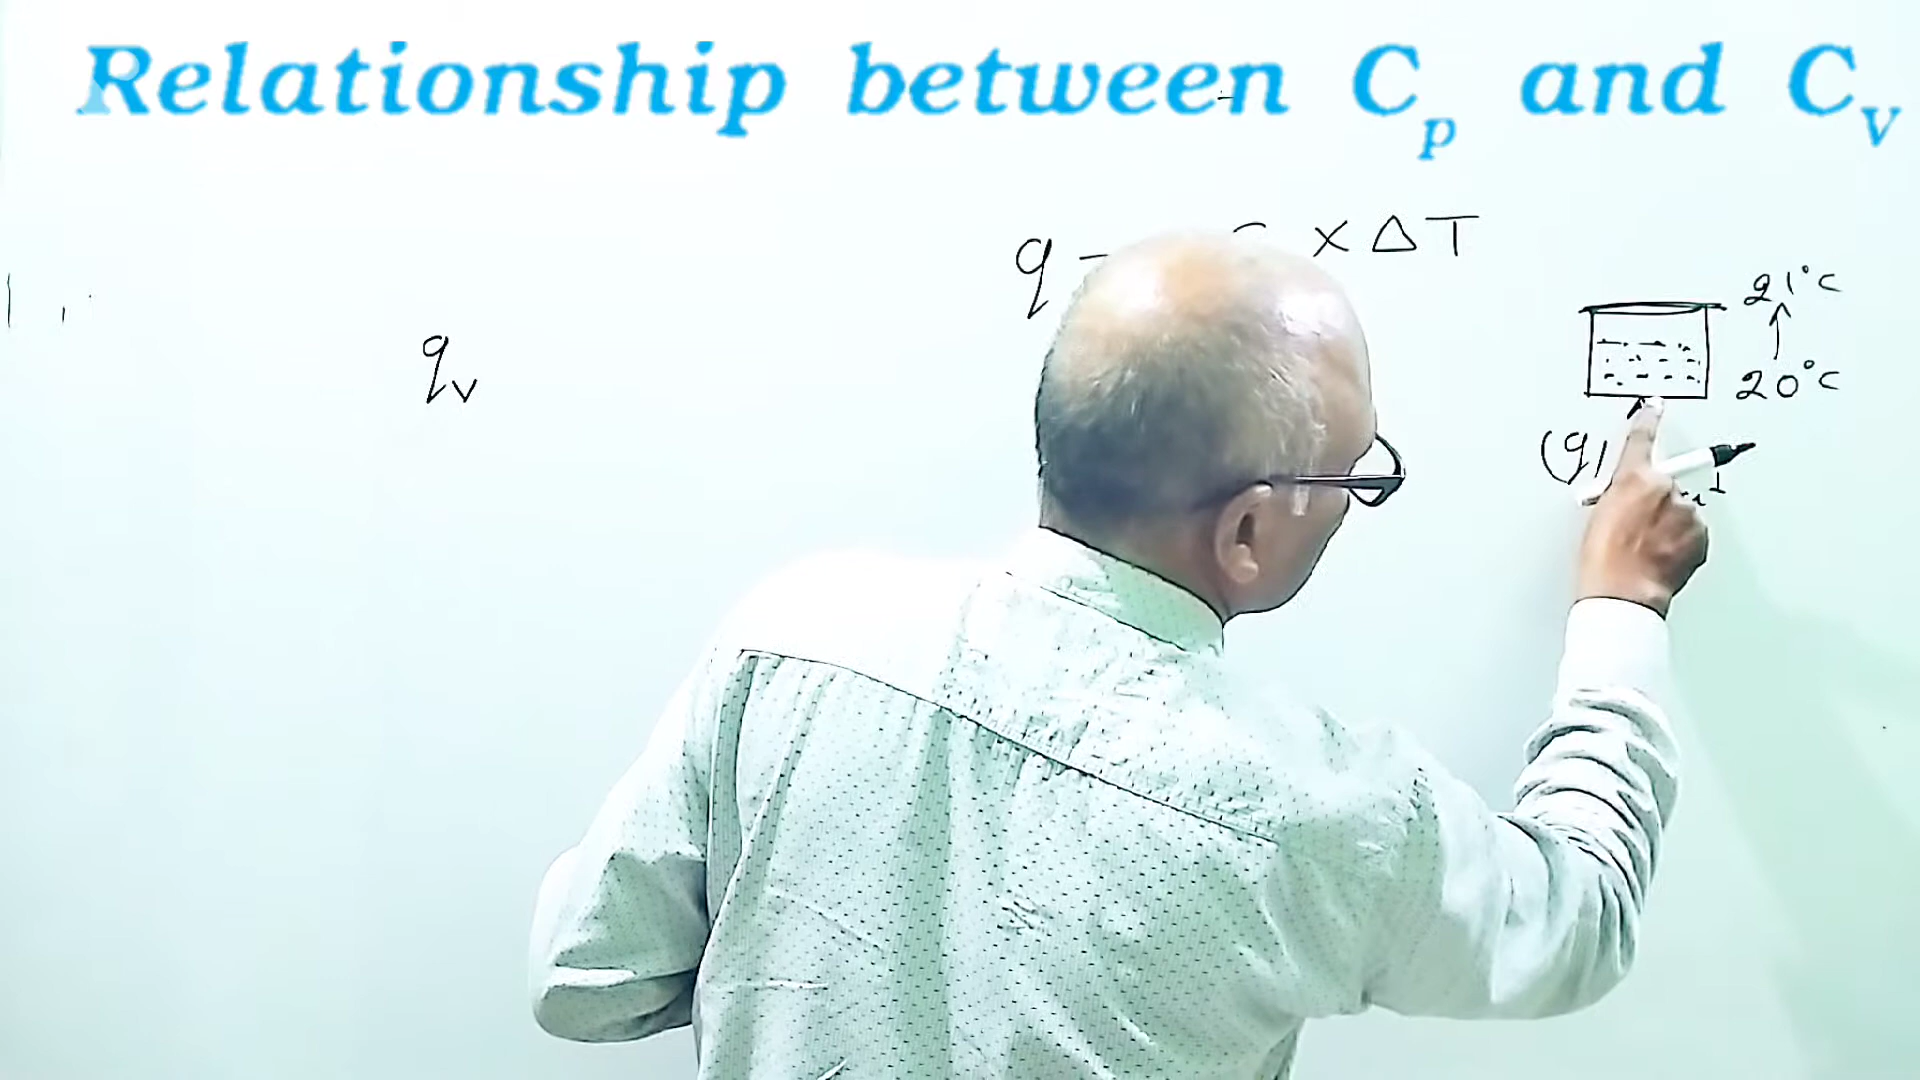 Relationship between Cp and Cv
q × ΔT
21°C
qv
20°C
(q)